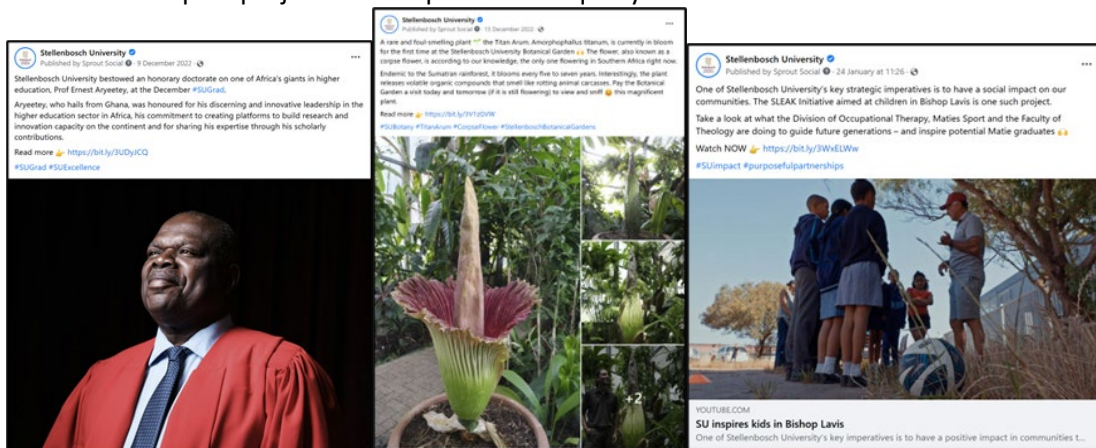 Stellenbosch University
Published by Sprout Social · 9 December 2022 ·
Stellenbosch University bestowed an honorary doctorate on one of Africa's giants in higher
education, Prof Ernest Aryeetey, at the December #SUGrad.
Aryeetey, who hails from Ghana, was honoured for his discerning and innovative leadership in the
higher education sector in Africa, his commitment to creating platforms to build research and
innovation capacity on the continent and for sharing his expertise through his scholarly
contributions.
Read more 👉 https://bit.ly/3UDyJCQ
#SUGrad #SUExcellence
Stellenbosch University
Published by Sprout Social · 13 December 2022 ·
A rare and foul-smelling plant the Titan Arum: Amorphophallus titanum, is currently in bloom
for the first time at the Stellenbosch University Botanical Garden 🙌 The flower, also known as a
corpse flower, is according to our knowledge, the only one flowering in Southern Africa right now.
Endemic to the Sumatran rainforest, it blooms every five to seven years. Interestingly, the plant
releases volatile organic compounds that smell like rotting animal carcasses. Pay the Botanical
Garden a visit today and tomorrow (if it is still flowering) to view and sniff this magnificent
plant.
Read more 👉
#SUBotany #TitanArum #CorpseFlower #StellenboschBotanicalGardens
+2
Stellenbosch University
Published by Sprout Social · 24 January at 11:26 ·
One of Stellenbosch University's key strategic imperatives is to have a social impact on our
communities. The SLEAK Initiative aimed at children in Bishop Lavis is one such project.
Take a look at what the Division of Occupational Therapy, Maties Sport and the Faculty of
Theology are doing to guide future generations – and inspire potential Matie graduates 🙌
Watch NOW 👉 https://bit.ly/3WxELWw
#SUimpact #purposefulpartnerships
YOUTUBE.COM
SU inspires kids in Bishop Lavis
One of Stellenbosch University's key imperatives is to have a positive impact in communities t...